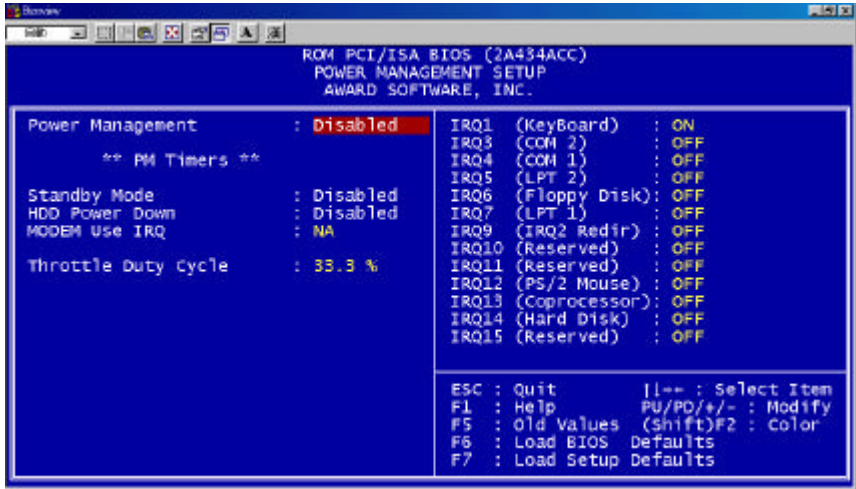 Biosview
ROM PCI/ISA BIOS (2A434ACC)
POWER MANAGEMENT SETUP
AWARD SOFTWARE, INC.
Power Management : Disabled
** PM Timers **
Standby Mode : Disabled
HDD Power Down : Disabled
MODEM Use IRQ : NA
Throttle Duty Cycle : 33.3 %
IRQ1 (KeyBoard) : ON
IRQ3 (COM 2) : OFF
IRQ4 (COM 1) : OFF
IRQ5 (LPT 2) : OFF
IRQ6 (Floppy Disk): OFF
IRQ7 (LPT 1) : OFF
IRQ9 (IRQ2 Redir) : OFF
IRQ10 (Reserved) : OFF
IRQ11 (Reserved) : OFF
IRQ12 (PS/2 Mouse) : OFF
IRQ13 (Coprocessor): OFF
IRQ14 (Hard Disk) : OFF
IRQ15 (Reserved) : OFF
ESC : Quit : Select Item
F1 : Help PU/PD/+/- : Modify
F5 : Old Values (Shift)F2 : Color
F6 : Load BIOS Defaults
F7 : Load Setup Defaults